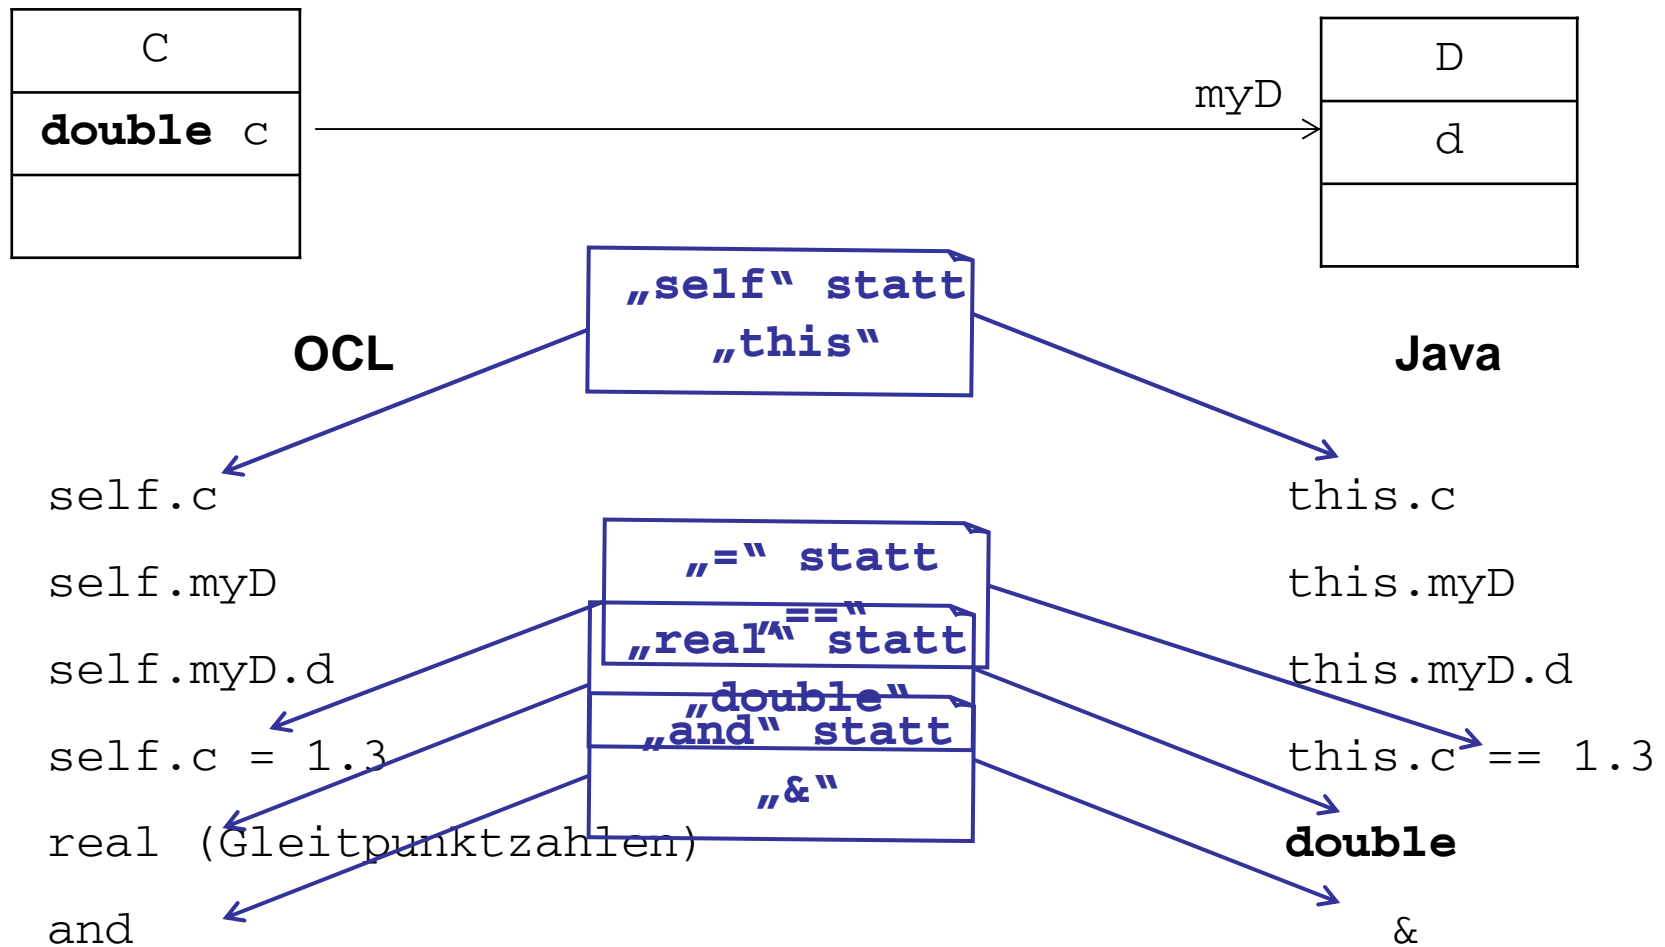 C
double c
myD
D
d
„self“ statt
„this“
OCL
Java
self.c
this.c
„=“ statt
„==“
self.myD
this.myD
„real“ statt
„double“
self.myD.d
this.myD.d
„and“ statt
„&“
self.c = 1.3
this.c == 1.3
real (Gleitpunktzahlen)
double
and
&